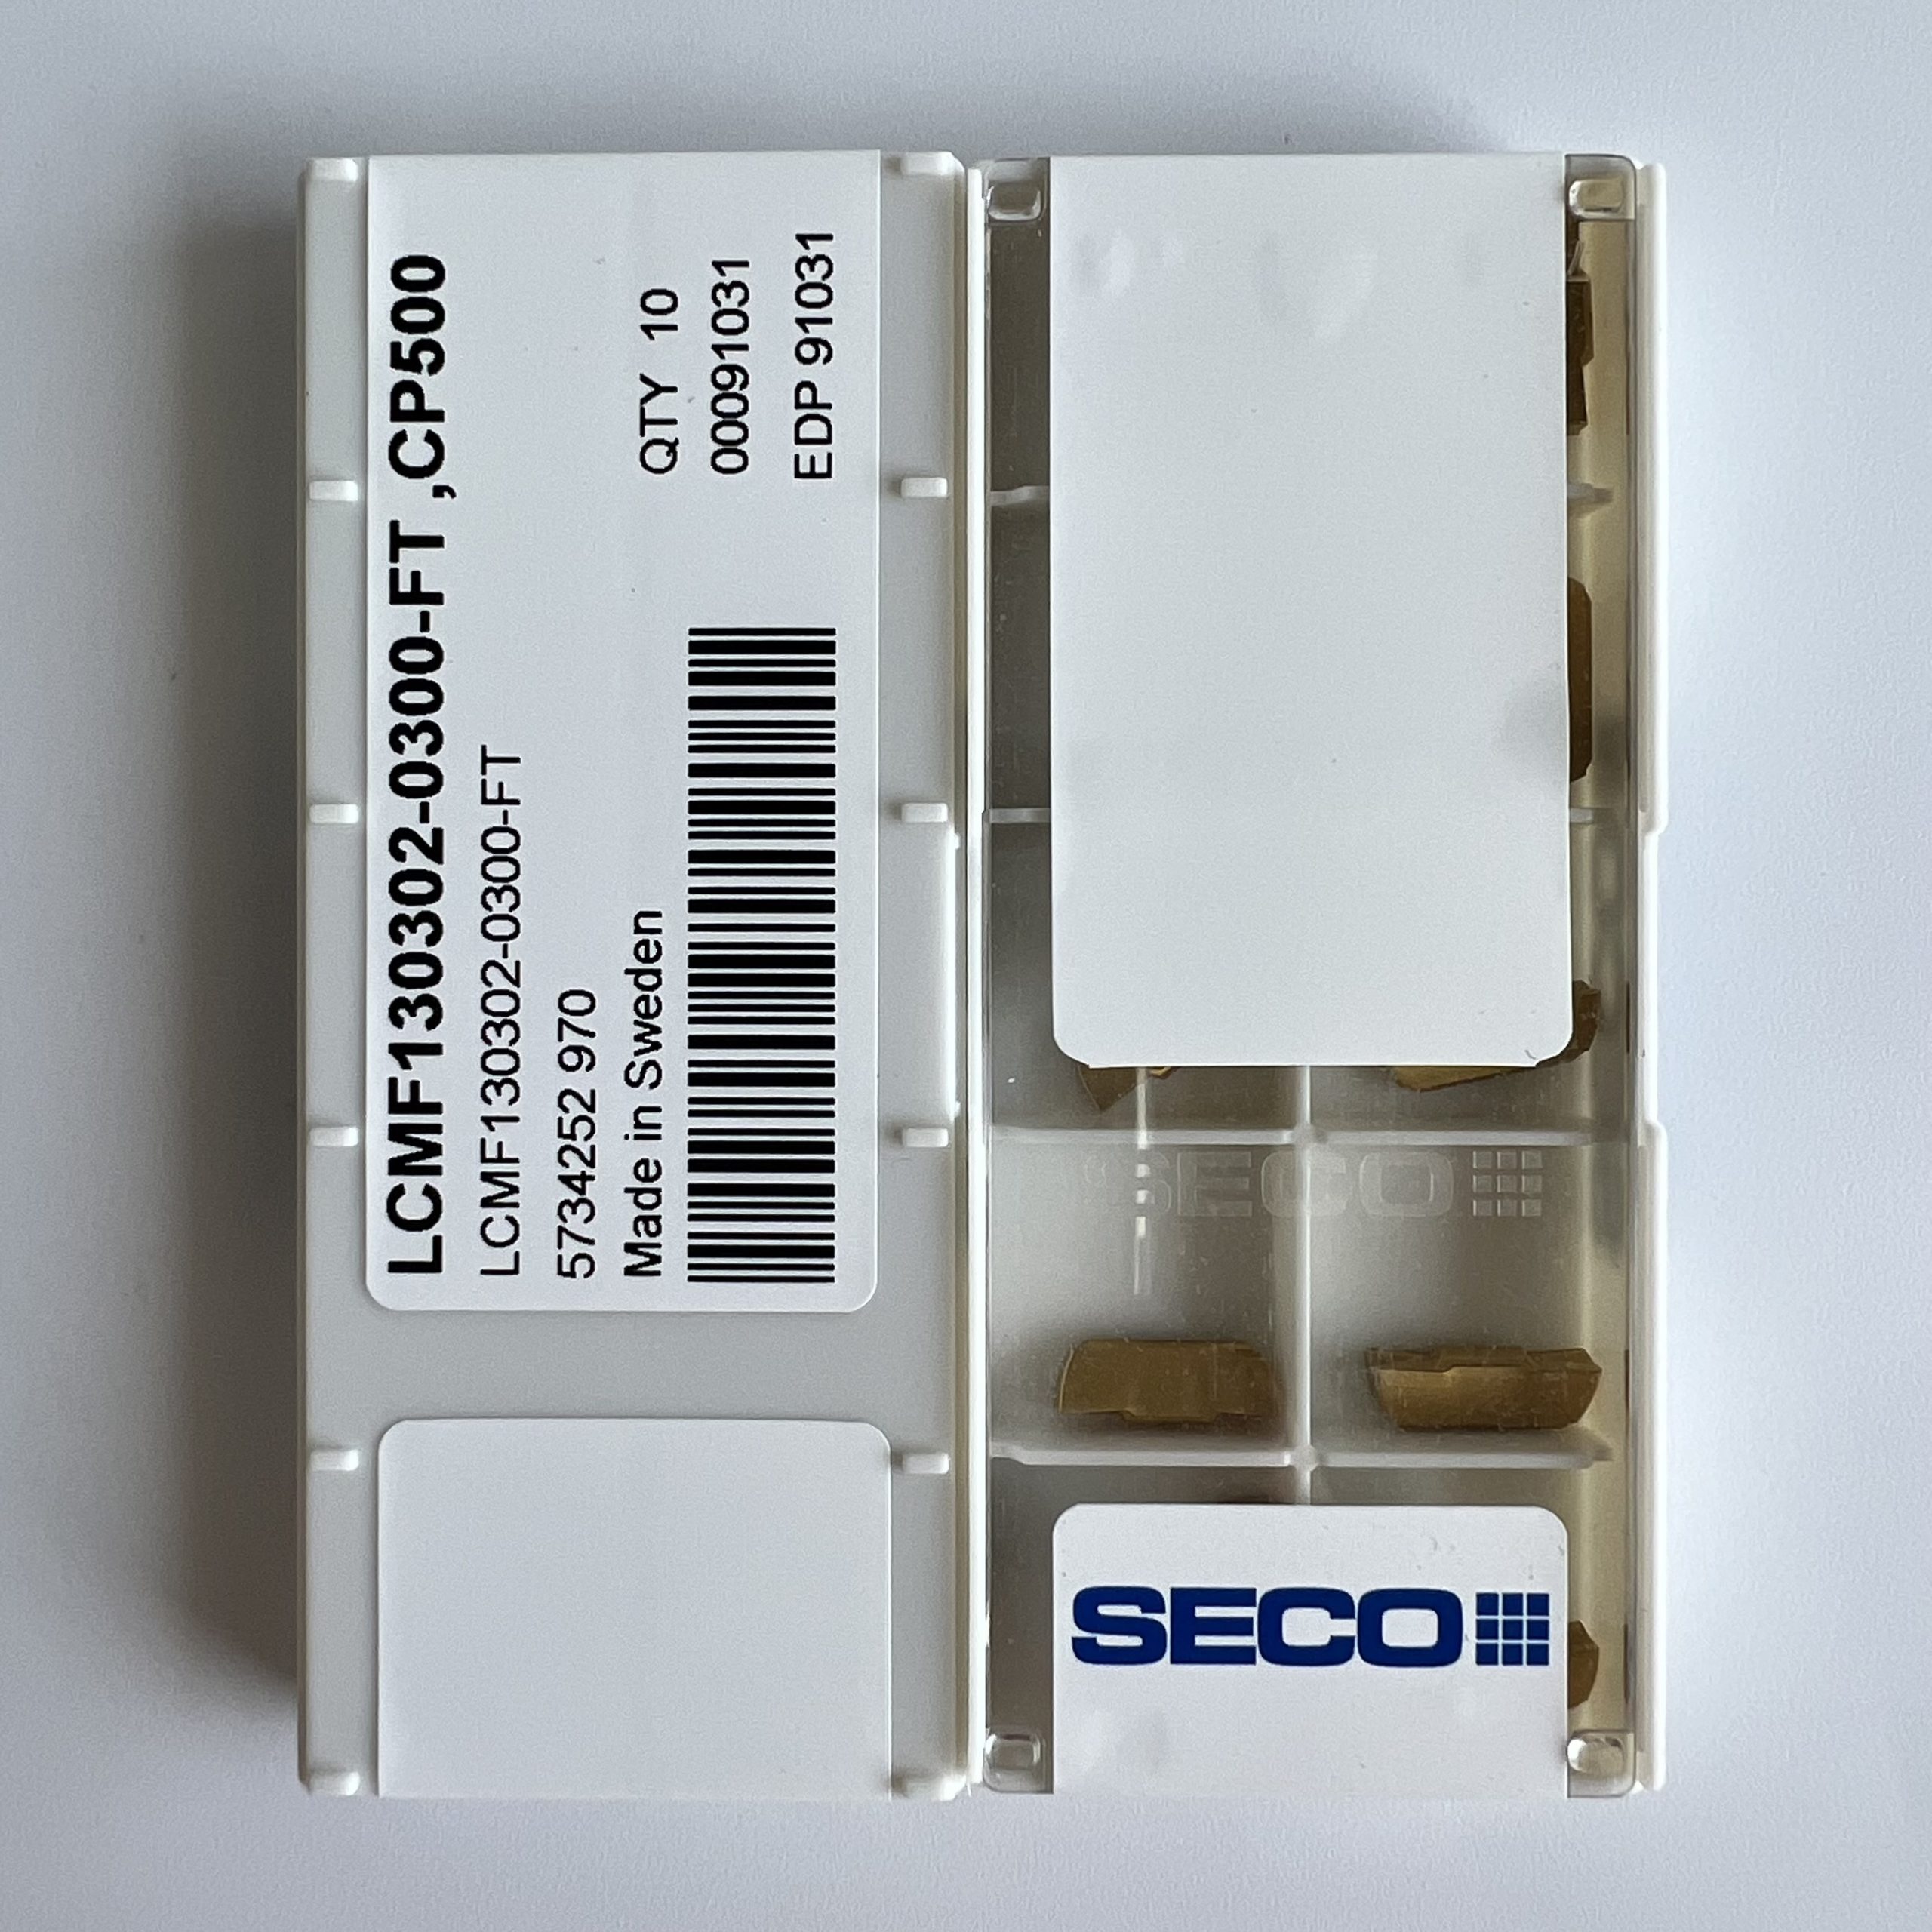 LCMF130302-0300-FT ,CP500
LCMF130302-0300-FT
5734252 970
Made in Sweden
QTY 10
00091031
EDP 91031
SECO
SECO